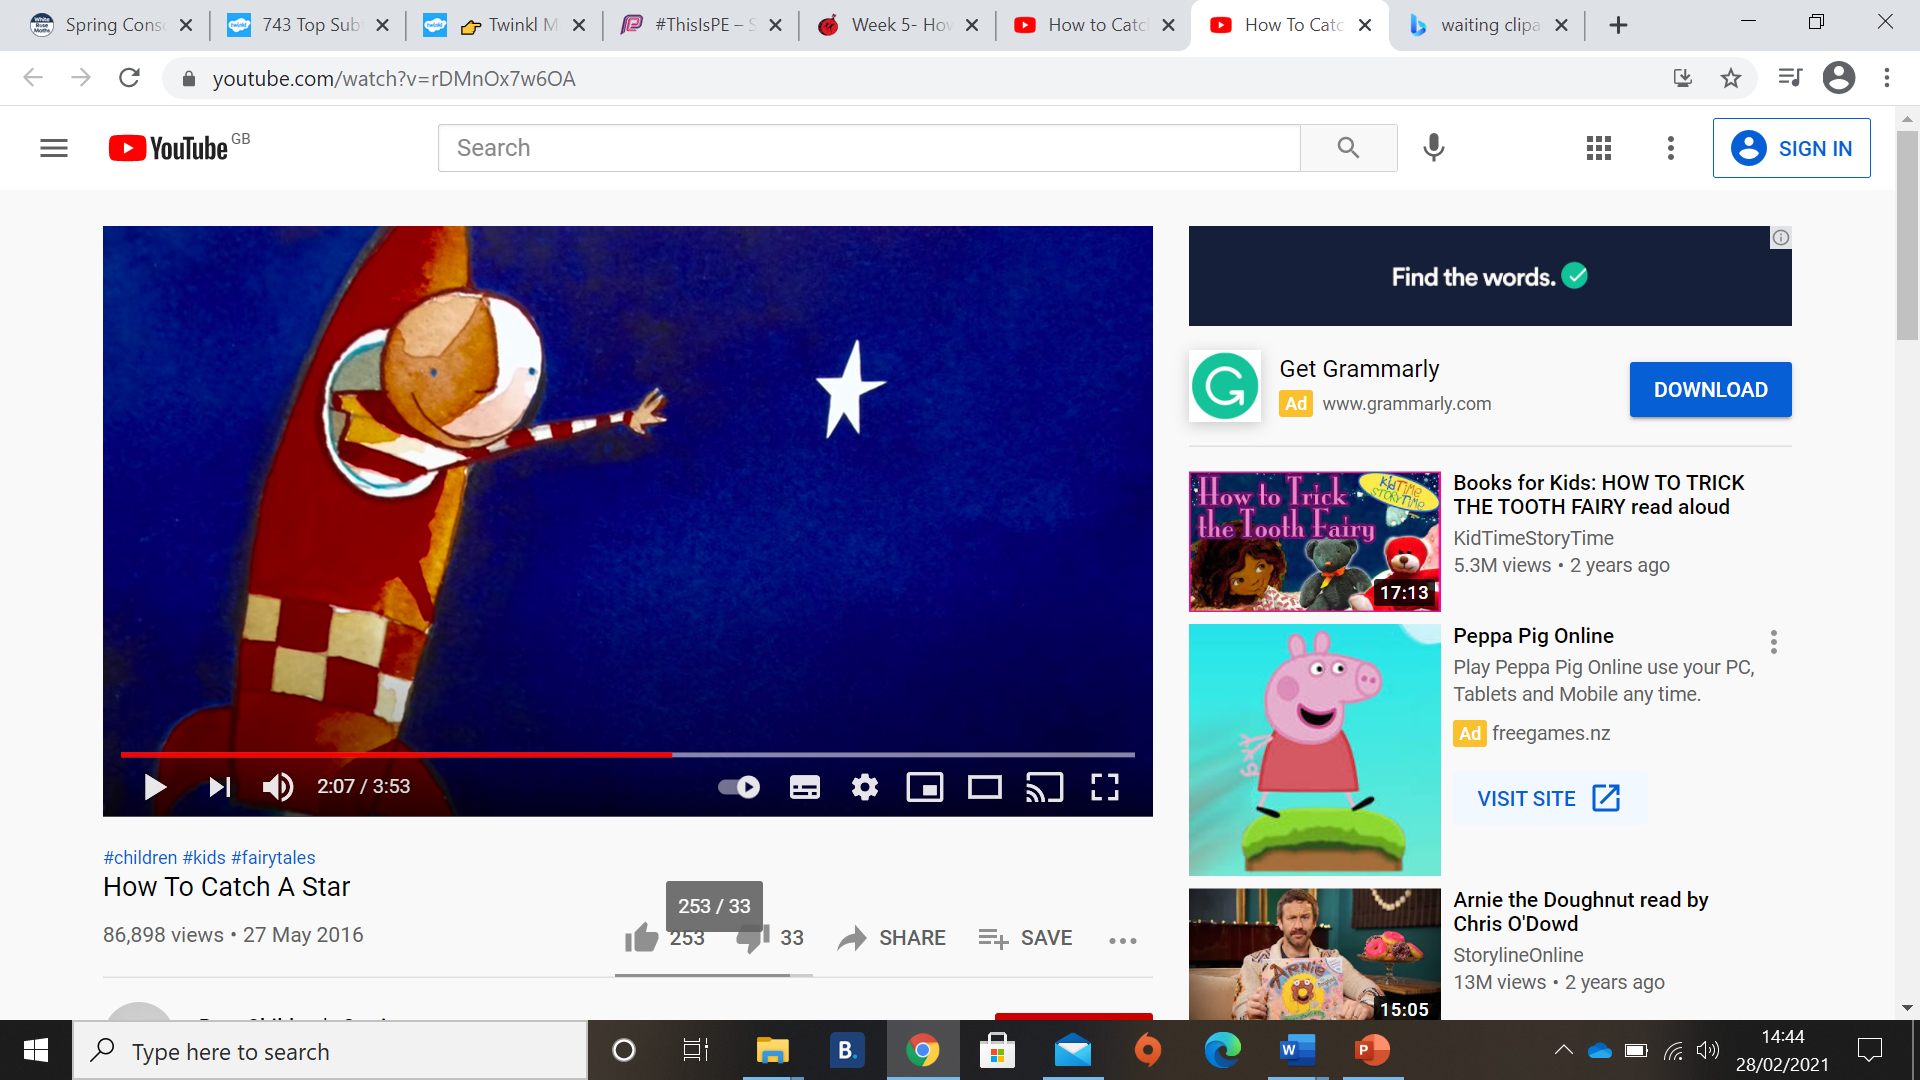 Spring Cons
743 Top Sub
Twinkl M
#ThisIsPE – S
Week 5- How
How to Catc
How To Catc
waiting clipa
youtube.com/watch?v=rDMnOx7w6OA
YouTube GB
Search
SIGN IN
Find the words.
Get Grammarly
Ad www.grammarly.com
DOWNLOAD
How to Trick
the Tooth Fairy
KidTime
StoryTime
17:13
Books for Kids: HOW TO TRICK
THE TOOTH FAIRY read aloud
KidTimeStoryTime
5.3M views • 2 years ago
Peppa Pig Online
Play Peppa Pig Online use your PC,
Tablets and Mobile any time.
Ad freegames.nz
VISIT SITE
2:07 / 3:53
#children #kids #fairytales
How To Catch A Star
86,898 views • 27 May 2016
253 / 33
253
33
SHARE
SAVE
ARNIE
15:05
Arnie the Doughnut read by
Chris O'Dowd
StorylineOnline
13M views • 2 years ago
Type here to search
B.
W
P
14:44
28/02/2021